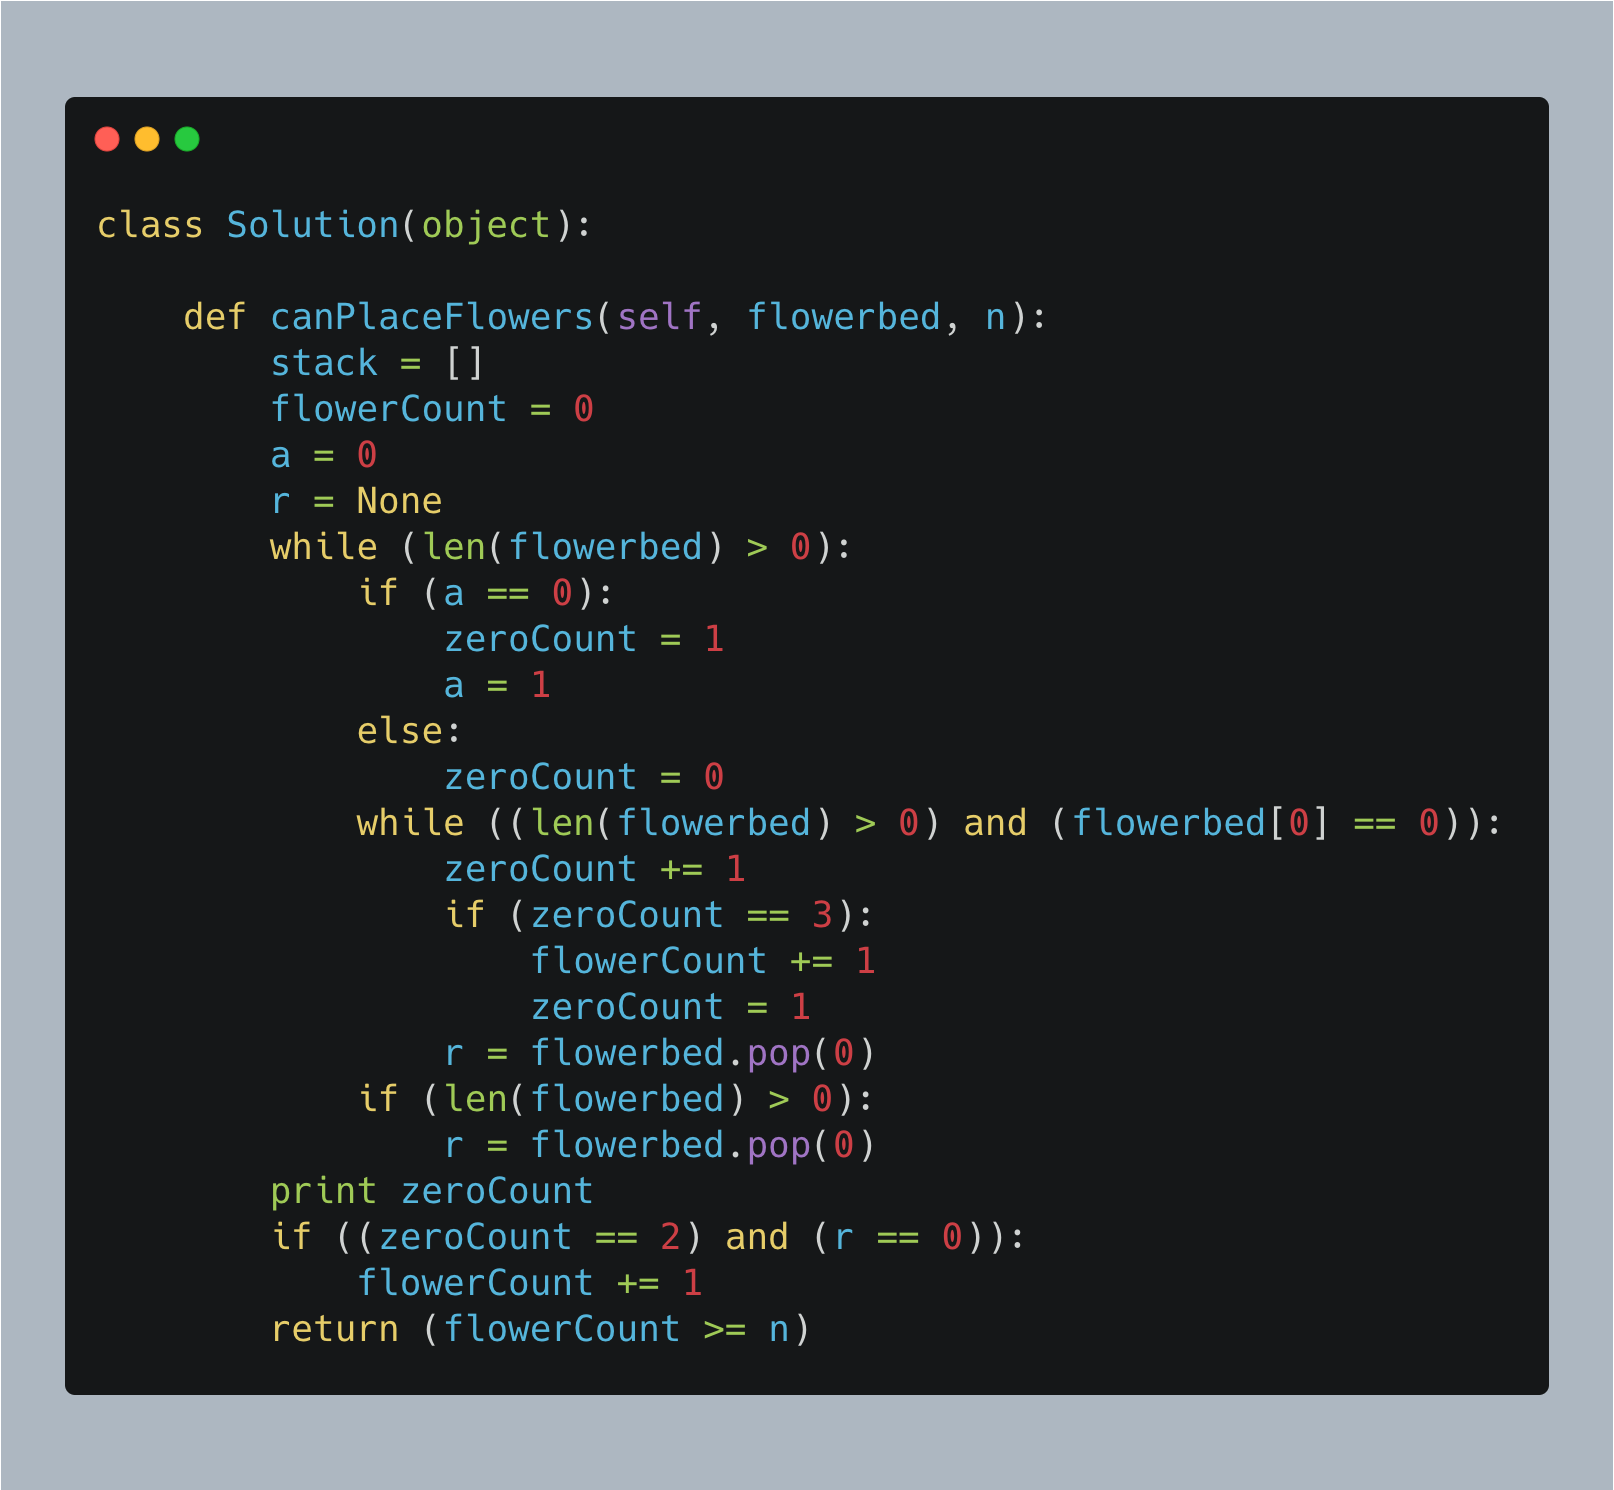 class Solution(object):

    def canPlaceFlowers(self, flowerbed, n):
        stack = []
        flowerCount = 0
        a = 0
        r = None
        while (len(flowerbed) > 0):
            if (a == 0):
                zeroCount = 1
                a = 1
            else:
                zeroCount = 0
            while ((len(flowerbed) > 0) and (flowerbed[0] == 0)):
                zeroCount += 1
                if (zeroCount == 3):
                    flowerCount += 1
                    zeroCount = 1
                r = flowerbed.pop(0)
            if (len(flowerbed) > 0):
                r = flowerbed.pop(0)
        print zeroCount
        if ((zeroCount == 2) and (r == 0)):
            flowerCount += 1
        return (flowerCount >= n)